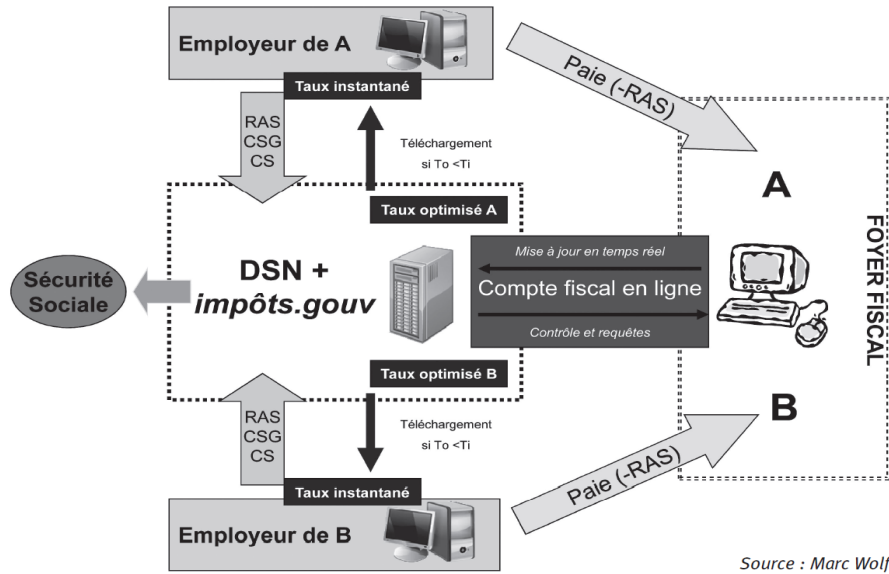 Employeur de A
Taux instantané
Paie (-RAS)
RAS
CSG
CS
Téléchargement
si To <Ti
Taux optimisé A
A
FOYER FISCAL
Sécurité
Sociale
DSN +
impôts.gouv
Mise à jour en temps réel
Compte fiscal en ligne
Contrôle et requêtes
Taux optimisé B
B
RAS
CSG
CS
Téléchargement
si To <Ti
Paie (-RAS)
Taux instantané
Employeur de B
Source : Marc Wolf